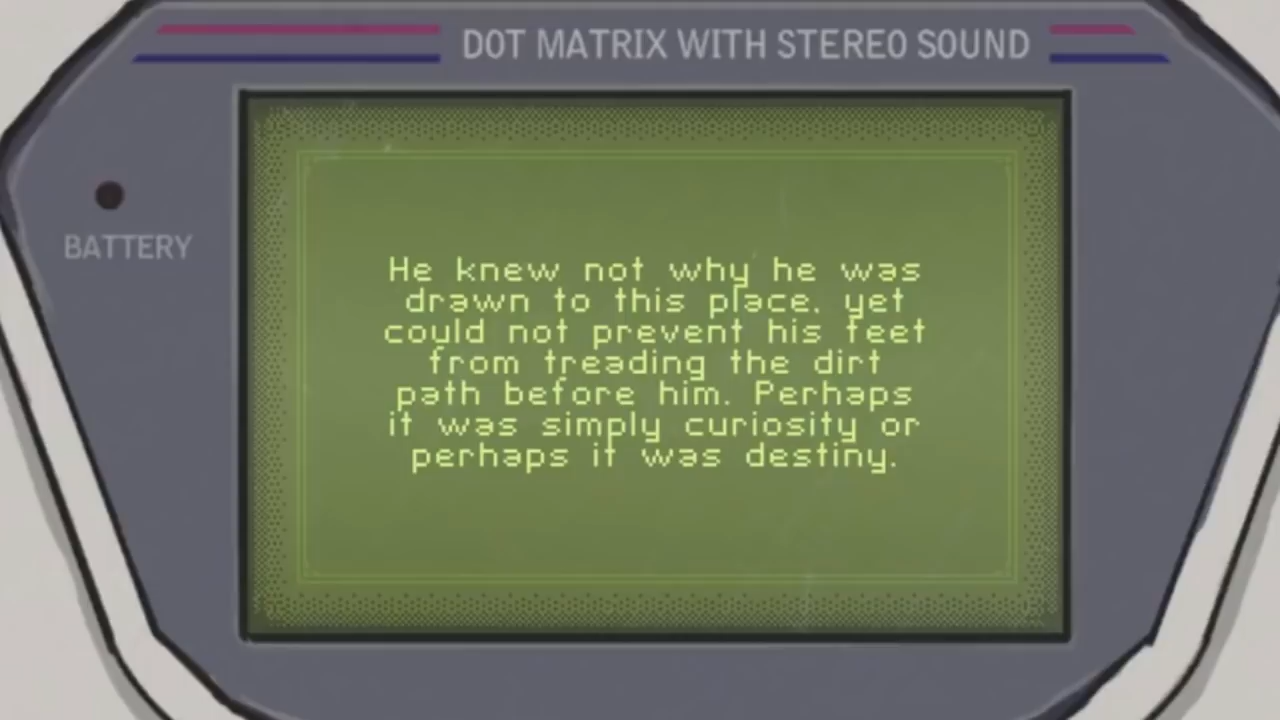 DOT MATRIX WITH STEREO SOUND
BATTERY
He knew not why he was
drawn to this place, yet
could not prevent his feet
from treading the dirt
path before him. Perhaps
it was simply curiosity or
perhaps it was destiny.